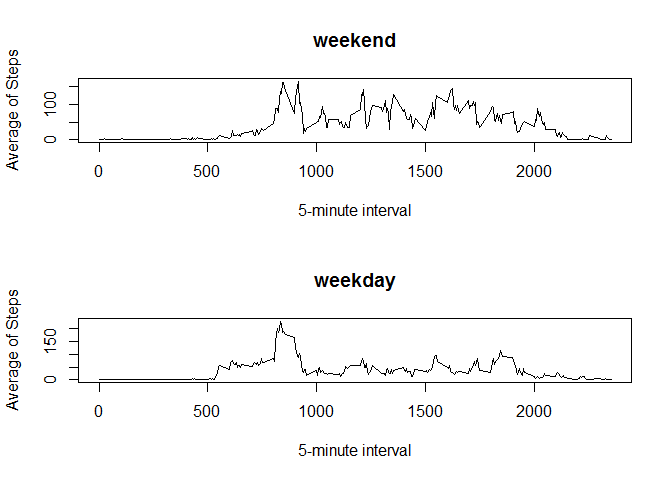 weekend
Average of Steps
0 100
0 500 1000 1500 2000
5-minute interval
weekday
Average of Steps
0 150
0 500 1000 1500 2000
5-minute interval